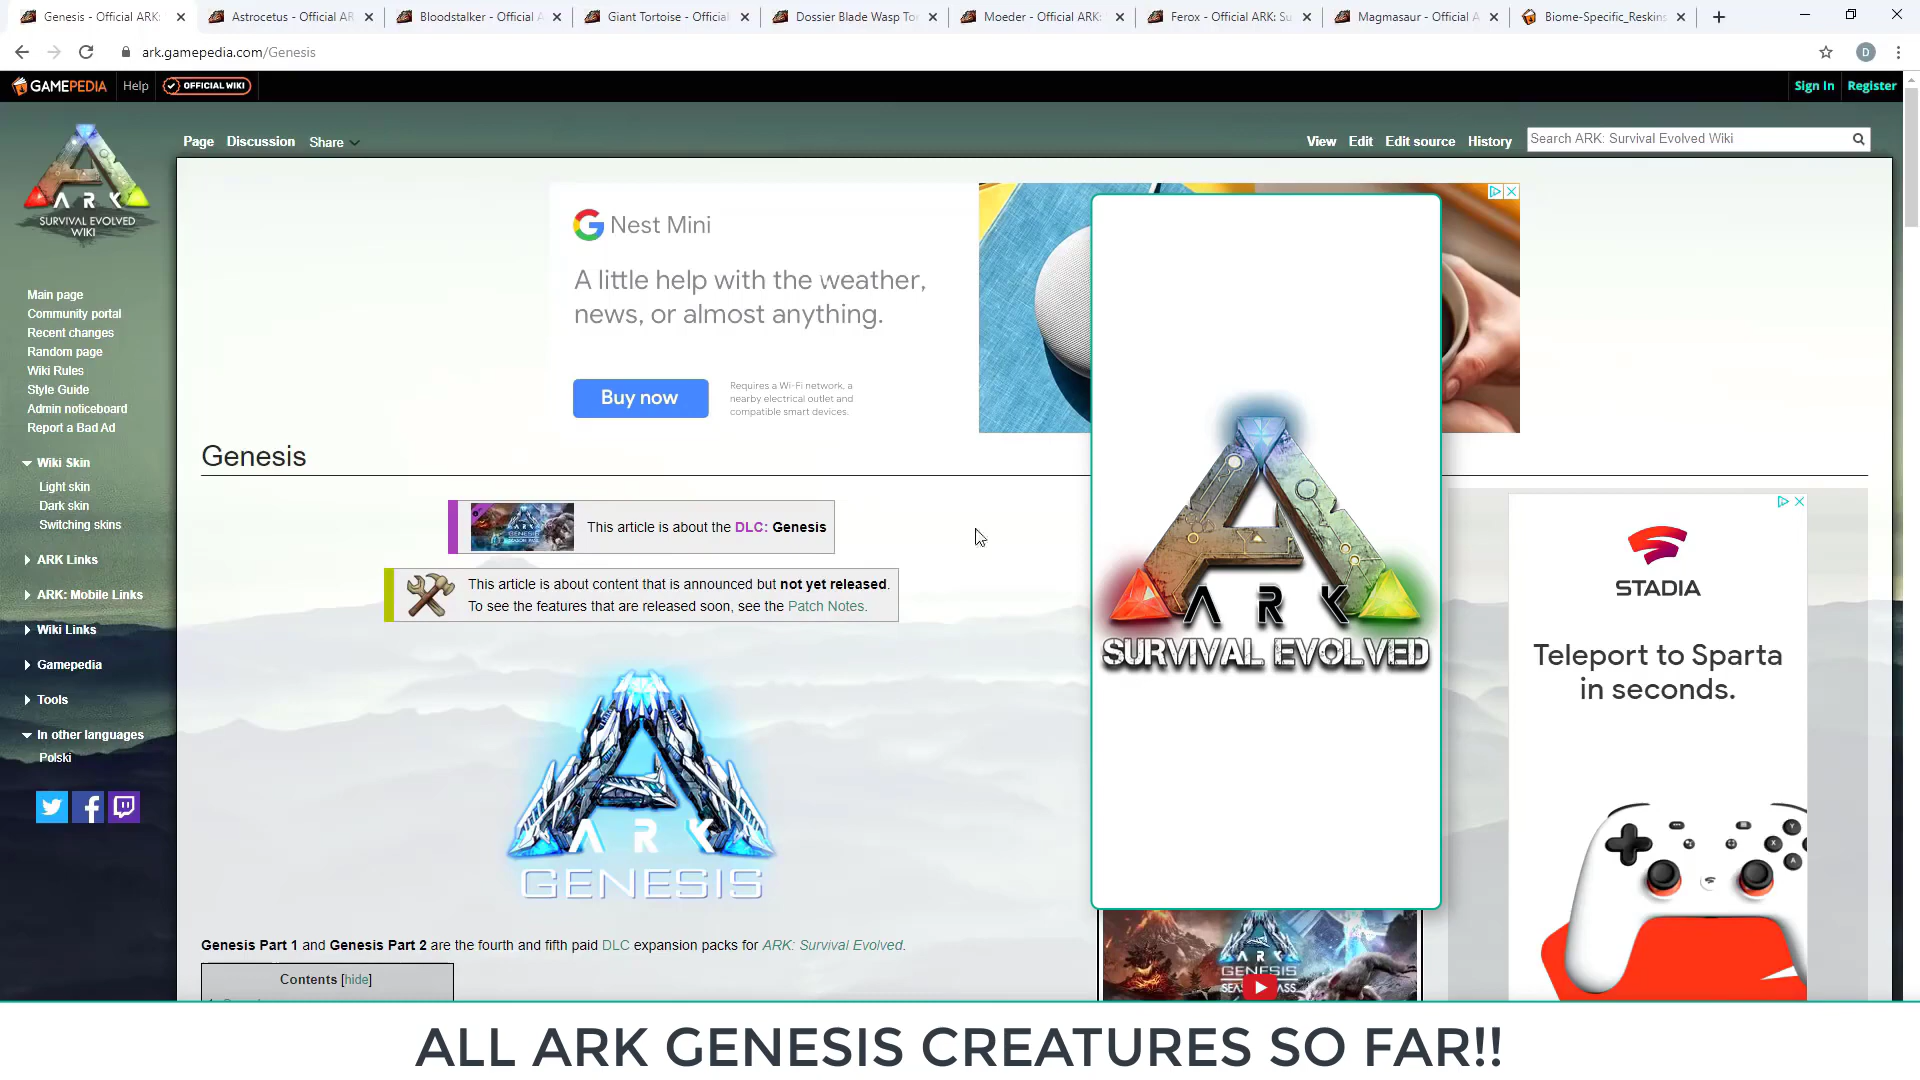 Genesis - Official ARK:
Astrocetus - Official AR
Bloodstalker - Official A
Giant Tortoise - Official
Dossier Blade Wasp Tor
Moeder - Official ARK:
Ferox - Official ARK: Su
Magmasaur - Official A
Biome-Specific_Reskins
ark.gamepedia.com/Genesis
D
GAMEPEDIA
Help
OFFICIAL WIKI
Sign In
Register
ARK
SURVIVAL EVOLVED
WIKI
Page
Discussion
Share
View
Edit
Edit source
History
Search ARK: Survival Evolved Wiki
Main page
Community portal
Recent changes
Random page
Wiki Rules
Style Guide
Admin noticeboard
Report a Bad Ad
Wiki Skin
Light skin
Dark skin
Switching skins
ARK Links
ARK: Mobile Links
Wiki Links
Gamepedia
Tools
In other languages
Polski
Nest Mini
A little help with the weather,
news, or almost anything.
Buy now
Requires a Wi-Fi network, a
nearby electrical outlet and
compatible smart devices.
Genesis
This article is about the DLC: Genesis
This article is about content that is announced but not yet released.
To see the features that are released soon, see the Patch Notes.
ARK
GENESIS
Genesis Part 1 and Genesis Part 2 are the fourth and fifth paid DLC expansion packs for ARK: Survival Evolved.
Contents [hide]
ARK
SURVIVAL EVOLVED
ARK
GENESIS
SEASON PASS
STADIA
Teleport to Sparta
in seconds.
ALL ARK GENESIS CREATURES SO FAR!!